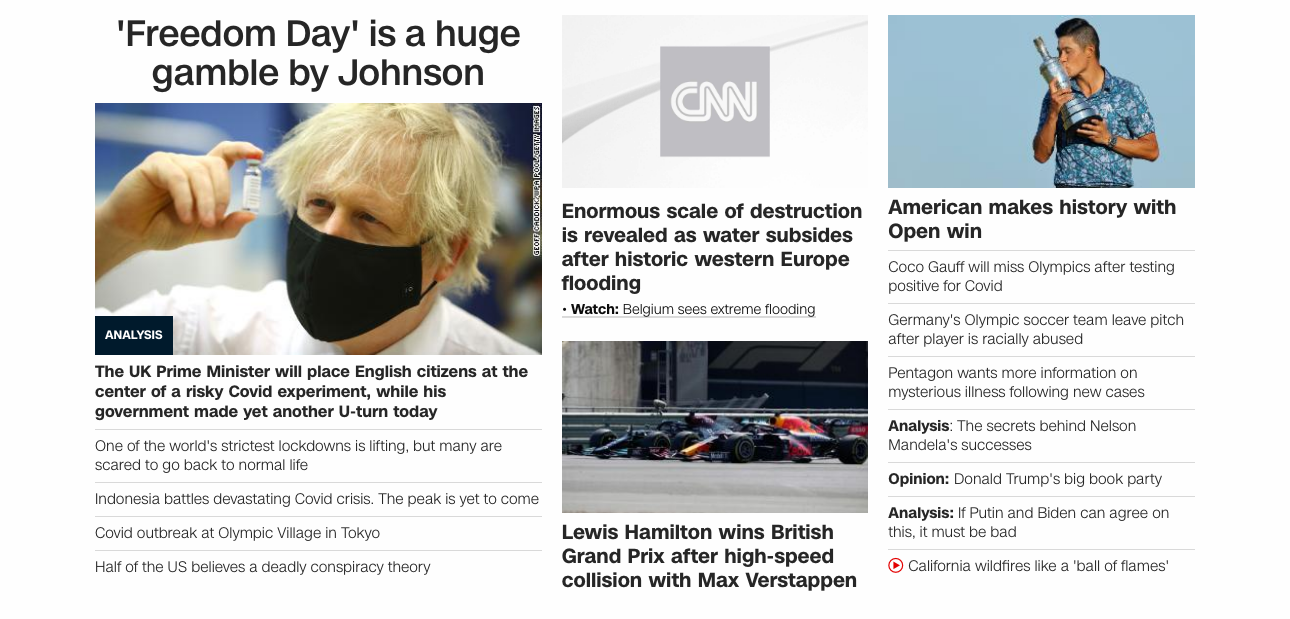 'Freedom Day' is a huge
gamble by Johnson
GEOFF CADDICK/WPA POOL/GETTY IMAGES
ANALYSIS
The UK Prime Minister will place English citizens at the
center of a risky Covid experiment, while his
government made yet another U-turn today
One of the world's strictest lockdowns is lifting, but many are
scared to go back to normal life
Indonesia battles devastating Covid crisis. The peak is yet to come
Covid outbreak at Olympic Village in Tokyo
Half of the US believes a deadly conspiracy theory
CNN
Enormous scale of destruction
is revealed as water subsides
after historic western Europe
flooding
• Watch: Belgium sees extreme flooding
Lewis Hamilton wins British
Grand Prix after high-speed
collision with Max Verstappen
American makes history with
Open win
Coco Gauff will miss Olympics after testing
positive for Covid
Germany's Olympic soccer team leave pitch
after player is racially abused
Pentagon wants more information on
mysterious illness following new cases
Analysis: The secrets behind Nelson
Mandela's successes
Opinion: Donald Trump's big book party
Analysis: If Putin and Biden can agree on
this, it must be bad
California wildfires like a 'ball of flames'